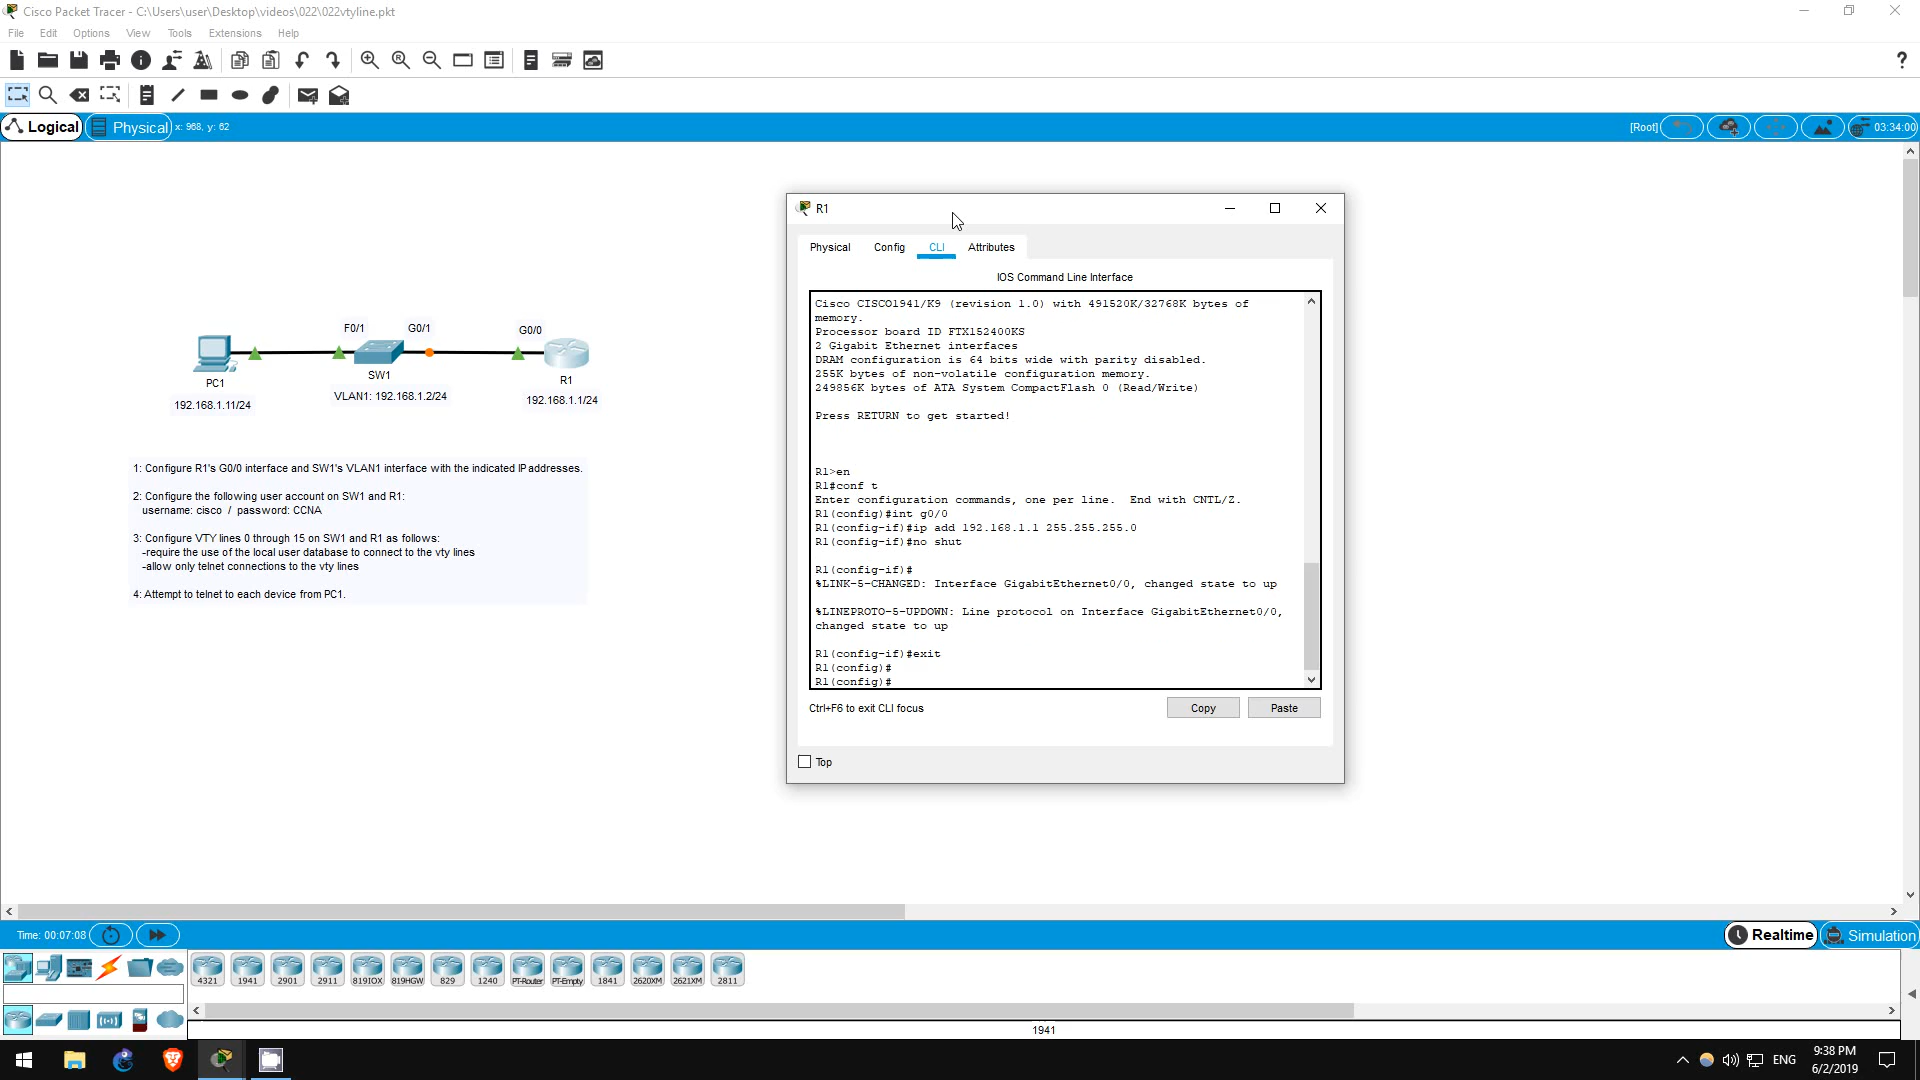 Cisco Packet Tracer - C:\Users\user\Desktop\videos\022\022vtyline.pkt
File Edit Options View Tools Extensions Help
Logical Physical x: 968, y: 62 [Root] 03:34:00
R1
Physical Config CLI Attributes
IOS Command Line Interface
Cisco CISCO1941/K9 (revision 1.0) with 491520K/32768K bytes of
memory.
Processor board ID FTX152400KS
2 Gigabit Ethernet interfaces
DRAM configuration is 64 bits wide with parity disabled.
255K bytes of non-volatile configuration memory.
249856K bytes of ATA System CompactFlash 0 (Read/Write)
Press RETURN to get started!
R1>en
R1#conf t
Enter configuration commands, one per line. End with CNTL/Z.
R1(config)#int g0/0
R1(config-if)#ip add 192.168.1.1 255.255.255.0
R1(config-if)#no shut
R1(config-if)#
%LINK-5-CHANGED: Interface GigabitEthernet0/0, changed state to up
%LINEPROTO-5-UPDOWN: Line protocol on Interface GigabitEthernet0/0,
changed state to up
R1(config-if)#exit
R1(config)#
R1(config)#
Ctrl+F6 to exit CLI focus
Copy Paste
Top
F0/1 G0/1 G0/0
PC1 SW1 R1
192.168.1.11/24 VLAN1: 192.168.1.2/24 192.168.1.1/24
1: Configure R1's G0/0 interface and SW1's VLAN1 interface with the indicated IP addresses.
2: Configure the following user account on SW1 and R1:
username: cisco / password: CCNA
3: Configure VTY lines 0 through 15 on SW1 and R1 as follows:
-require the use of the local user database to connect to the vty lines
-allow only telnet connections to the vty lines
4: Attempt to telnet to each device from PC1.
Time: 00:07:08 Realtime Simulation
4321 1941 2901 2911 819IOX 819HGW 829 1240 PT-Router PT-Empty 1841 2620XM 2621XM 2811
1941
ENG 9:38 PM
6/2/2019